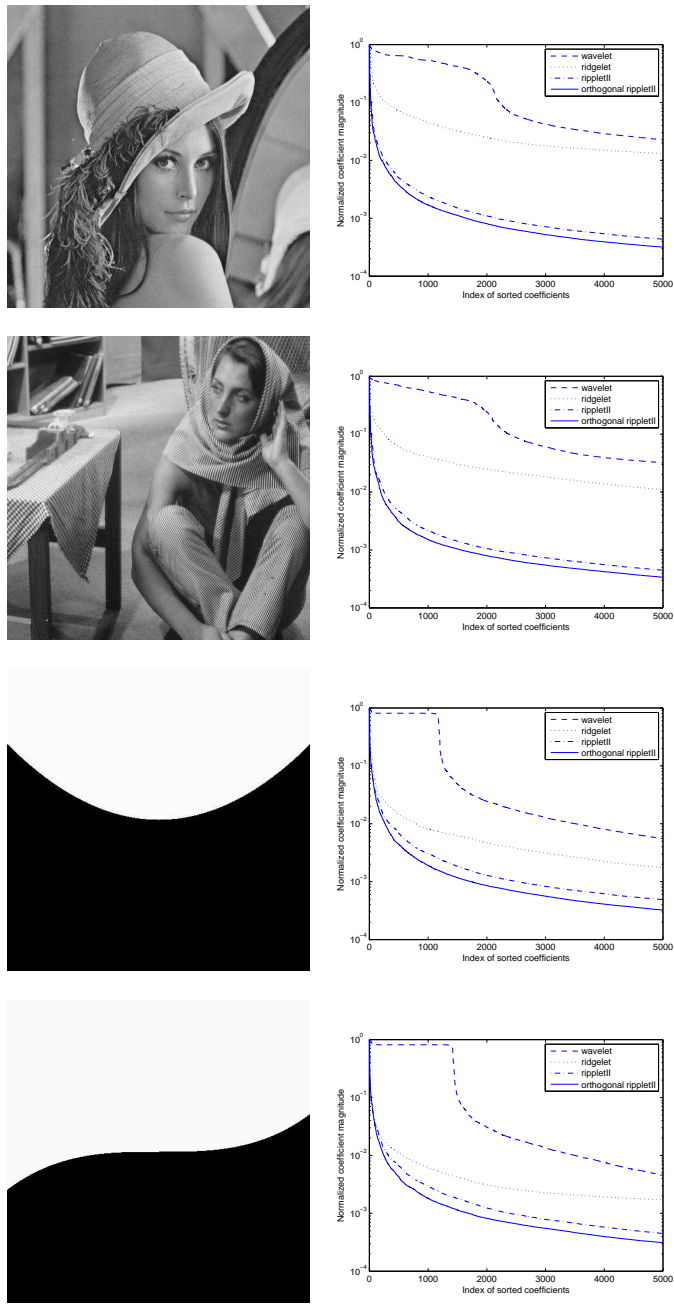 10^0
10^-1
10^-2
10^-3
10^-4
Normalized coefficient magnitude
wavelet
ridgelet
rippletII
orthogonal rippletII
0 1000 2000 3000 4000 5000
Index of sorted coefficients
10^0
10^-1
10^-2
10^-3
10^-4
Normalized coefficient magnitude
wavelet
ridgelet
rippletII
orthogonal rippletII
0 1000 2000 3000 4000 5000
Index of sorted coefficients
10^0
10^-1
10^-2
10^-3
10^-4
Normalized coefficient magnitude
wavelet
ridgelet
rippletII
orthogonal rippletII
0 1000 2000 3000 4000 5000
Index of sorted coefficients
10^0
10^-1
10^-2
10^-3
10^-4
Normalized coefficient magnitude
wavelet
ridgelet
rippletII
orthogonal rippletII
0 1000 2000 3000 4000 5000
Index of sorted coefficients